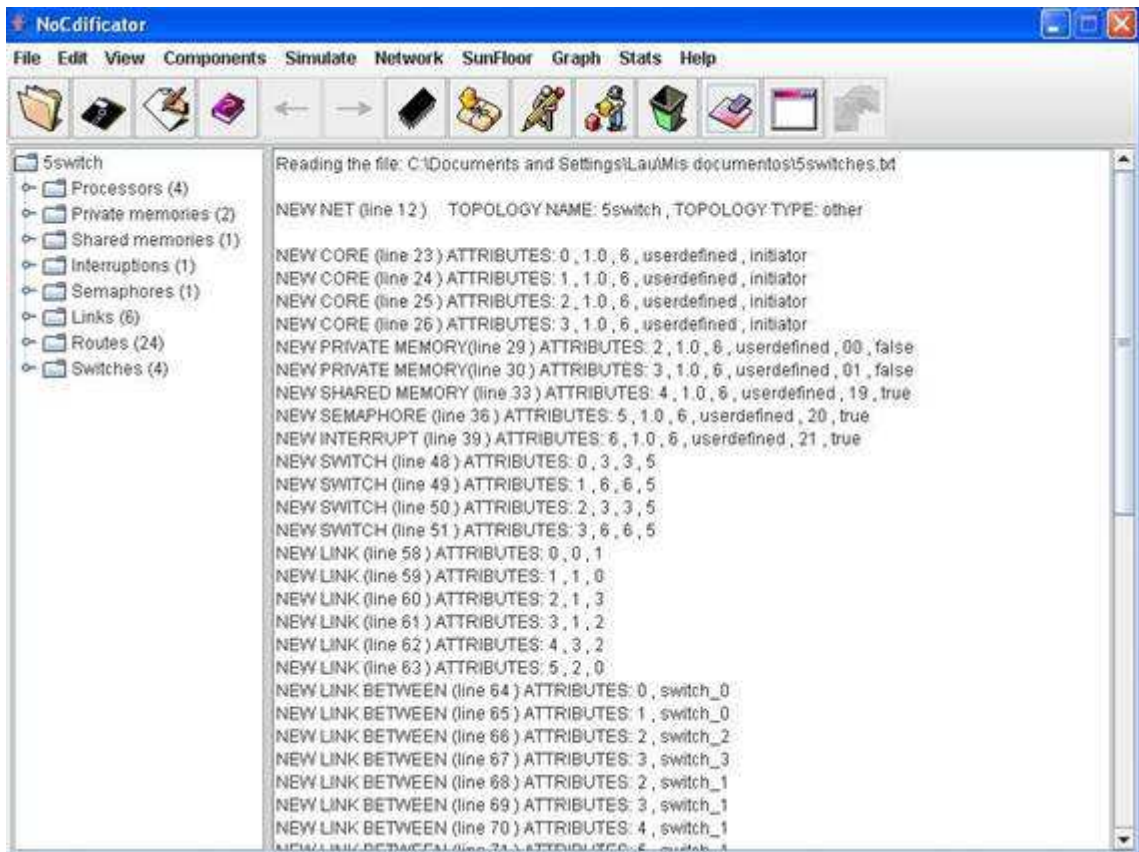 NoCdificator
File Edit View Components Simulate Network SunFloor Graph Stats Help
5switch
Processors (4)
Private memories (2)
Shared memories (1)
Interruptions (1)
Semaphores (1)
Links (6)
Routes (24)
Switches (4)
Reading the file: C:\Documents and Settings\Lau\Mis documentos\5switches.txt
NEW NET (line 12 ) TOPOLOGY NAME: 5switch , TOPOLOGY TYPE: other
NEW CORE (line 23 ) ATTRIBUTES: 0 , 1.0 , 6 , userdefined , initiator
NEW CORE (line 24 ) ATTRIBUTES: 1 , 1.0 , 6 , userdefined , initiator
NEW CORE (line 25 ) ATTRIBUTES: 2 , 1.0 , 6 , userdefined , initiator
NEW CORE (line 26 ) ATTRIBUTES: 3 , 1.0 , 6 , userdefined , initiator
NEW PRIVATE MEMORY(line 29 ) ATTRIBUTES: 2 , 1.0 , 6 , userdefined , 00 , false
NEW PRIVATE MEMORY(line 30 ) ATTRIBUTES: 3 , 1.0 , 6 , userdefined , 01 , false
NEW SHARED MEMORY (line 33 ) ATTRIBUTES: 4 , 1.0 , 6 , userdefined , 19 , true
NEW SEMAPHORE (line 36 ) ATTRIBUTES: 5 , 1.0 , 6 , userdefined , 20 , true
NEW INTERRUPT (line 39 ) ATTRIBUTES: 6 , 1.0 , 6 , userdefined , 21 , true
NEW SWITCH (line 48 ) ATTRIBUTES: 0 , 3 , 3 , 5
NEW SWITCH (line 49 ) ATTRIBUTES: 1 , 6 , 6 , 5
NEW SWITCH (line 50 ) ATTRIBUTES: 2 , 3 , 3 , 5
NEW SWITCH (line 51 ) ATTRIBUTES: 3 , 6 , 6 , 5
NEW LINK (line 58 ) ATTRIBUTES: 0 , 0 , 1
NEW LINK (line 59 ) ATTRIBUTES: 1 , 1 , 0
NEW LINK (line 60 ) ATTRIBUTES: 2 , 1 , 3
NEW LINK (line 61 ) ATTRIBUTES: 3 , 1 , 2
NEW LINK (line 62 ) ATTRIBUTES: 4 , 3 , 2
NEW LINK (line 63 ) ATTRIBUTES: 5 , 2 , 0
NEW LINK BETWEEN (line 64 ) ATTRIBUTES: 0 , switch_0
NEW LINK BETWEEN (line 65 ) ATTRIBUTES: 1 , switch_0
NEW LINK BETWEEN (line 66 ) ATTRIBUTES: 2 , switch_2
NEW LINK BETWEEN (line 67 ) ATTRIBUTES: 3 , switch_3
NEW LINK BETWEEN (line 68 ) ATTRIBUTES: 2 , switch_1
NEW LINK BETWEEN (line 69 ) ATTRIBUTES: 3 , switch_1
NEW LINK BETWEEN (line 70 ) ATTRIBUTES: 4 , switch_1
NEW LINK BETWEEN (line 71 ) ATTRIBUTES: 5 , switch_1